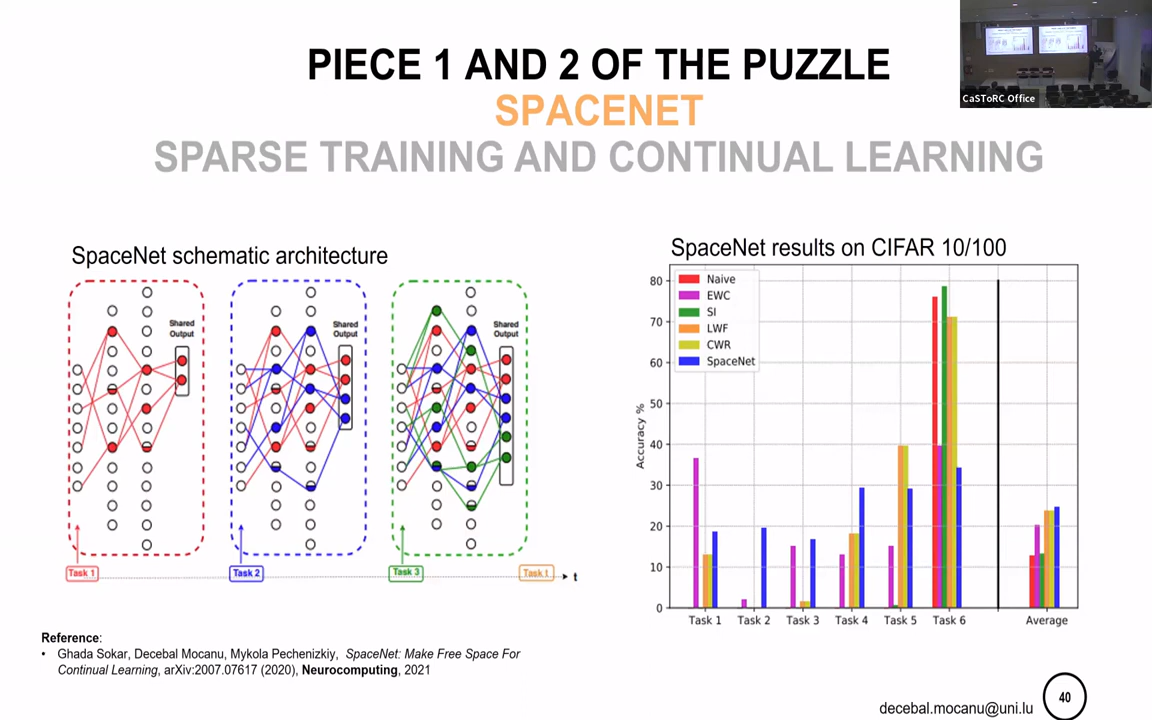 PIECE 1 AND 2 OF THE PUZZLE
SPACENET
SPARSE TRAINING AND CONTINUAL LEARNING
CaSToRC Office
SpaceNet schematic architecture
Shared
Output
Shared
Output
Shared
Output
Task 1
Task 2
Task 3
Task t
t
SpaceNet results on CIFAR 10/100
Naive
EWC
SI
LWF
CWR
SpaceNet
Accuracy %
80
70
60
50
40
30
20
10
0
Task 1
Task 2
Task 3
Task 4
Task 5
Task 6
Average
Reference:
• Ghada Sokar, Decebal Mocanu, Mykola Pechenizkiy, SpaceNet: Make Free Space For
Continual Learning, arXiv:2007.07617 (2020), Neurocomputing, 2021
decebal.mocanu@uni.lu
40